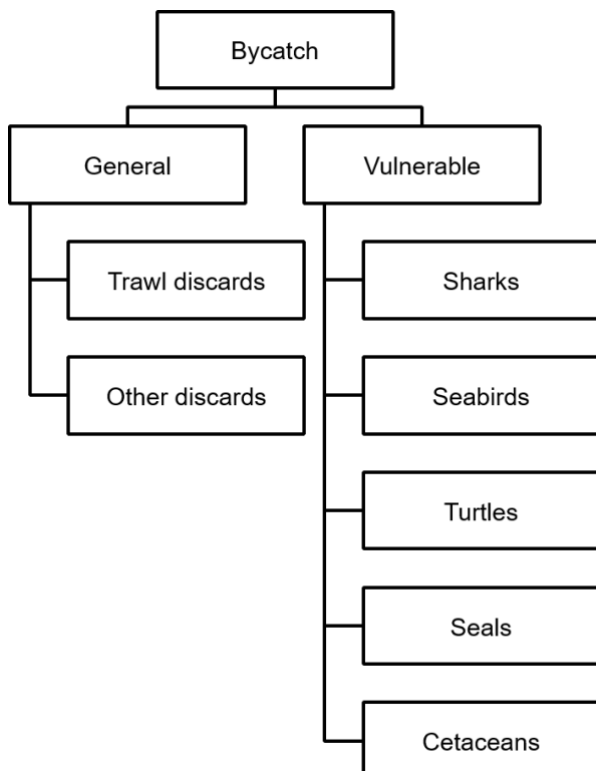 Bycatch
General
Vulnerable
Trawl discards
Other discards
Sharks
Seabirds
Turtles
Seals
Cetaceans